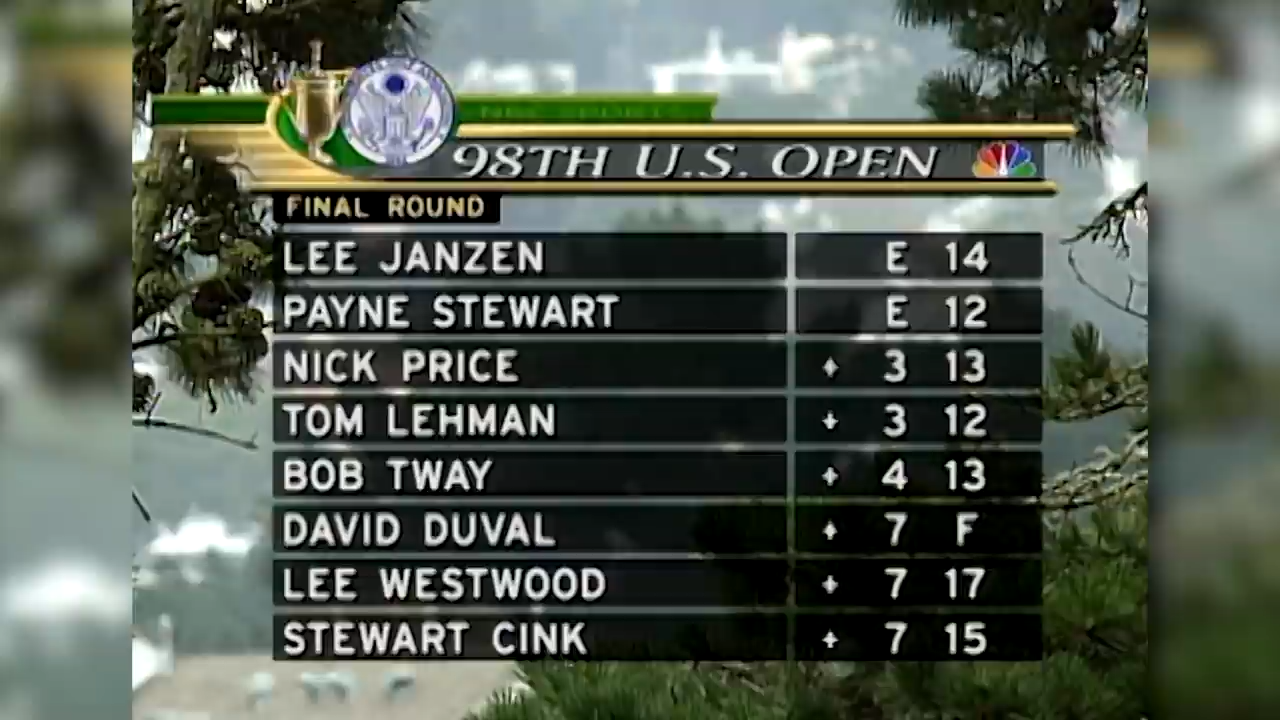 98TH U.S. OPEN
FINAL ROUND
LEE JANZEN E 14
PAYNE STEWART E 12
NICK PRICE + 3 13
TOM LEHMAN + 3 12
BOB TWAY + 4 13
DAVID DUVAL + 7 F
LEE WESTWOOD + 7 17
STEWART CINK + 7 15